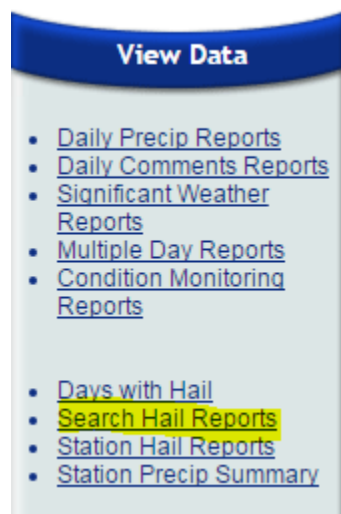 View Data
Daily Precip Reports
Daily Comments Reports
Significant Weather
Reports
Multiple Day Reports
Condition Monitoring
Reports
Days with Hail
Search Hail Reports
Station Hail Reports
Station Precip Summary